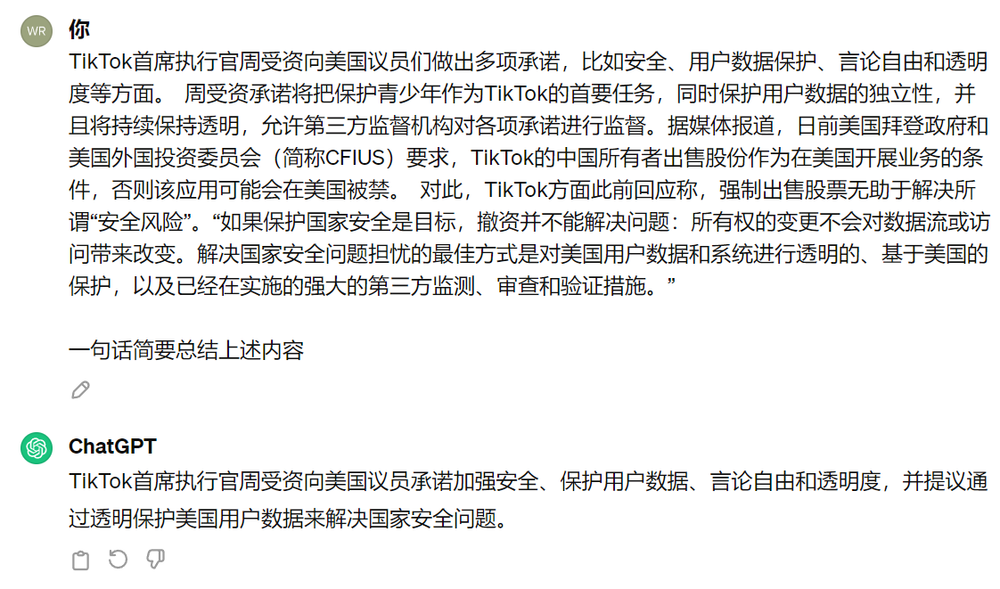 WR
你
TikTok首席执行官周受资向美国议员们做出多项承诺，比如安全、用户数据保护、言论自由和透明
度等方面。 周受资承诺将把保护青少年作为TikTok的首要任务，同时保护用户数据的独立性，并
且将持续保持透明，允许第三方监督机构对各项承诺进行监督。据媒体报道，日前美国拜登政府和
美国外国投资委员会（简称CFIUS）要求，TikTok的中国所有者出售股份作为在美国开展业务的条
件，否则该应用可能会在美国被禁。 对此，TikTok方面此前回应称，强制出售股票无助于解决所
谓“安全风险”。“如果保护国家安全是目标，撤资并不能解决问题：所有权的变更不会对数据流或访
问带来改变。解决国家安全问题担忧的最佳方式是对美国用户数据和系统进行透明的、基于美国的
保护，以及已经在实施的强大的第三方监测、审查和验证措施。”
一句话简要总结上述内容
ChatGPT
TikTok首席执行官周受资向美国议员承诺加强安全、保护用户数据、言论自由和透明度，并提议通
过透明保护美国用户数据来解决国家安全问题。